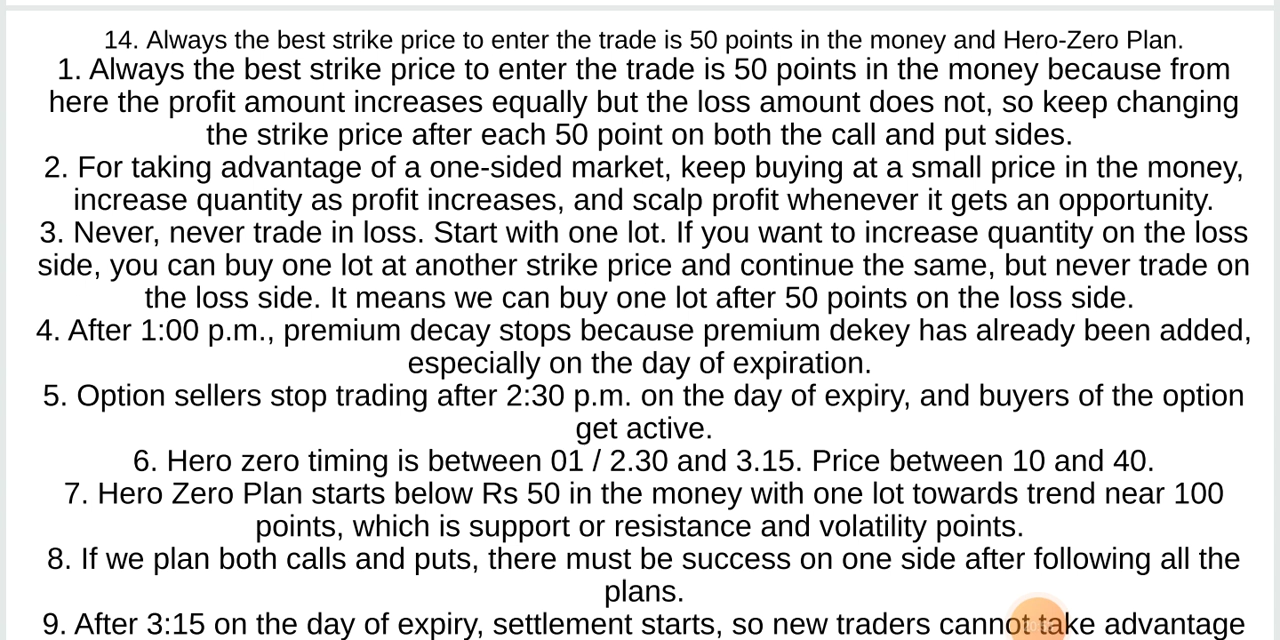 14. Always the best strike price to enter the trade is 50 points in the money and Hero-Zero Plan.
1. Always the best strike price to enter the trade is 50 points in the money because from
here the profit amount increases equally but the loss amount does not, so keep changing
the strike price after each 50 point on both the call and put sides.
2. For taking advantage of a one-sided market, keep buying at a small price in the money,
increase quantity as profit increases, and scalp profit whenever it gets an opportunity.
3. Never, never trade in loss. Start with one lot. If you want to increase quantity on the loss
side, you can buy one lot at another strike price and continue the same, but never trade on
the loss side. It means we can buy one lot after 50 points on the loss side.
4. After 1:00 p.m., premium decay stops because premium dekey has already been added,
especially on the day of expiration.
5. Option sellers stop trading after 2:30 p.m. on the day of expiry, and buyers of the option
get active.
6. Hero zero timing is between 01 / 2.30 and 3.15. Price between 10 and 40.
7. Hero Zero Plan starts below Rs 50 in the money with one lot towards trend near 100
points, which is support or resistance and volatility points.
8. If we plan both calls and puts, there must be success on one side after following all the
plans.
9. After 3:15 on the day of expiry, settlement starts, so new traders cannot take advantage